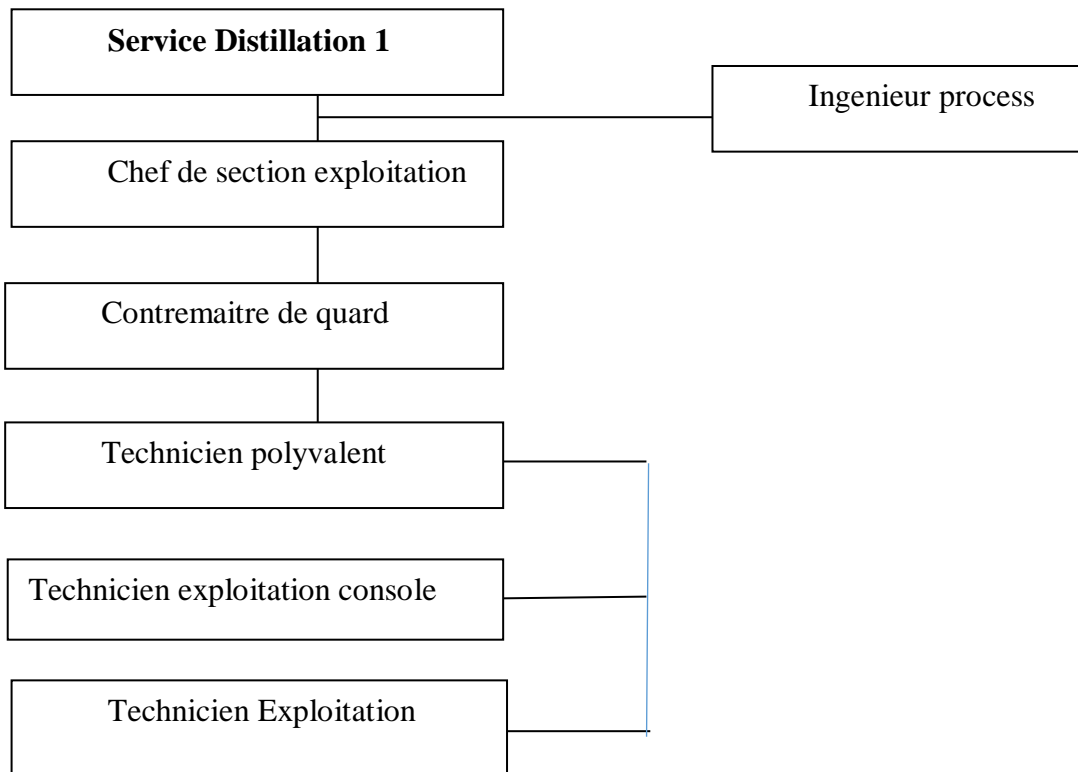 Service Distillation 1
Ingenieur process
Chef de section exploitation
Contremaitre de quard
Technicien polyvalent
Technicien exploitation console
Technicien Exploitation